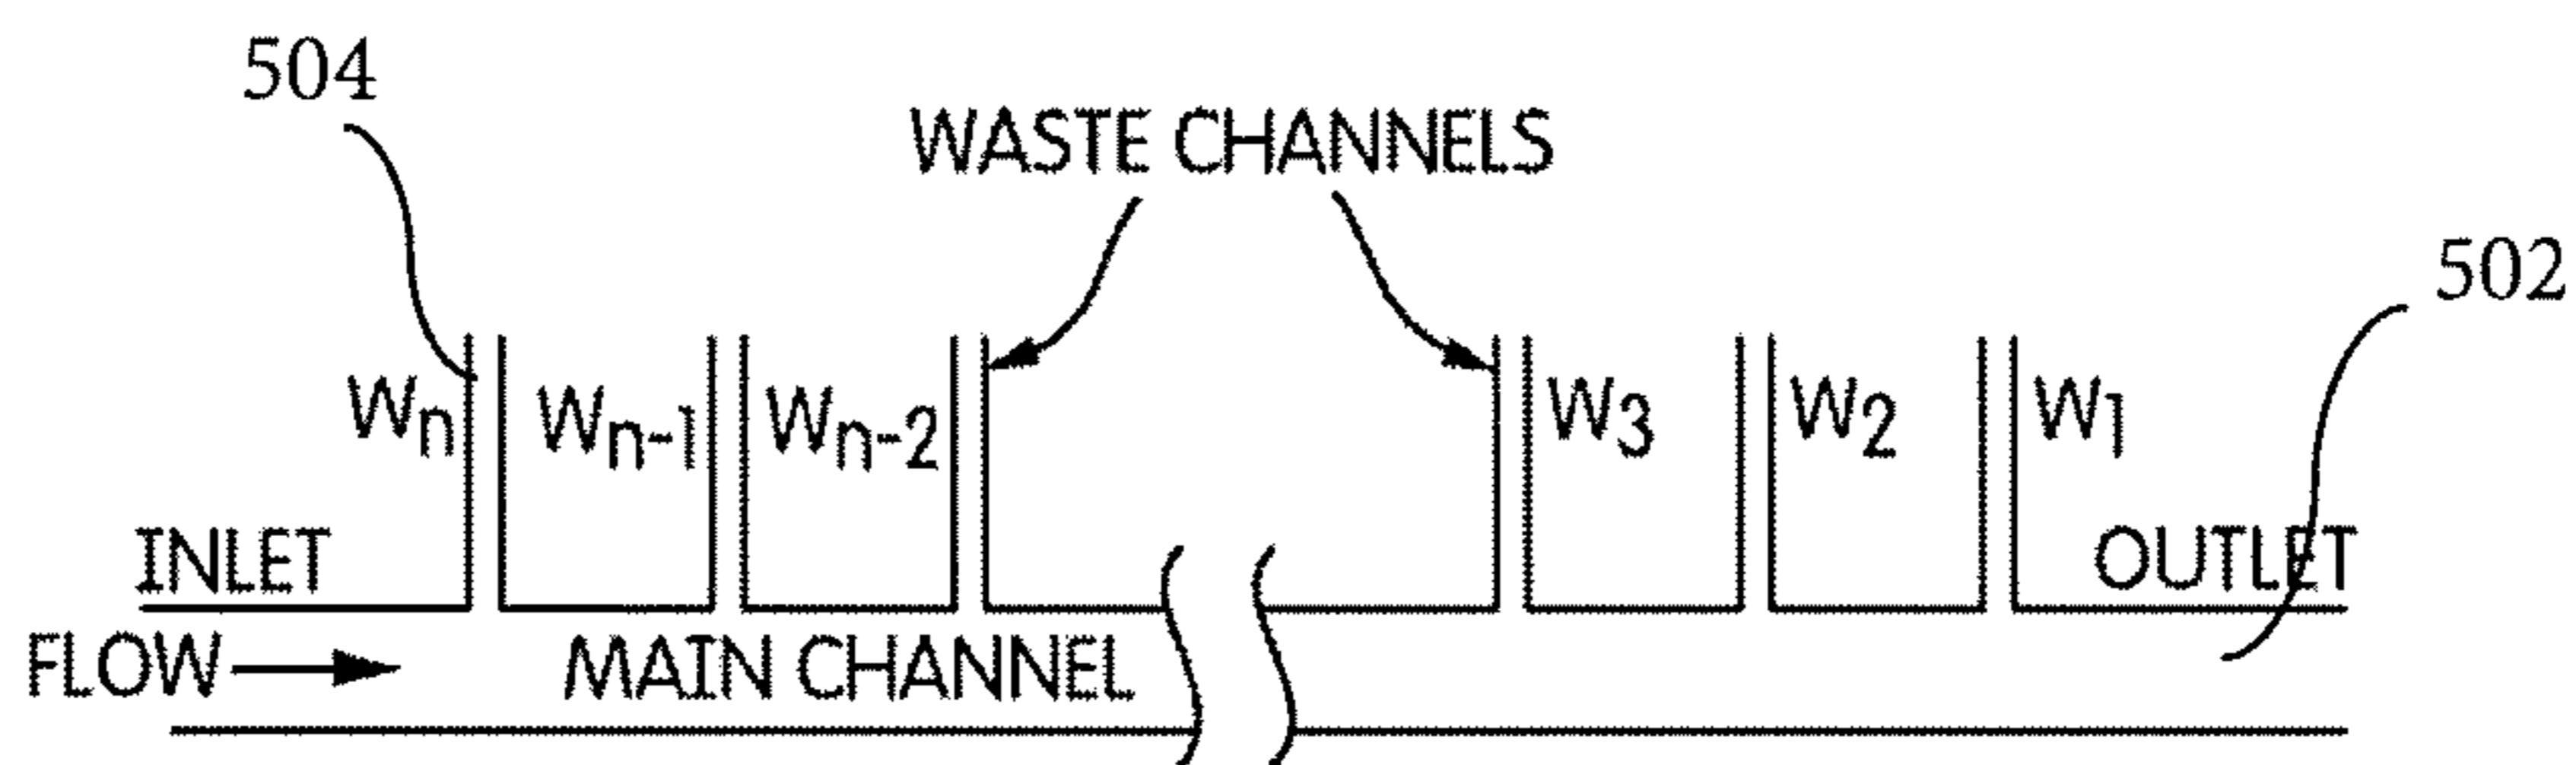 504
WASTE CHANNELS
502
Wn Wn-1 Wn-2 W3 W2 W1
INLET OUTLET
FLOW MAIN CHANNEL